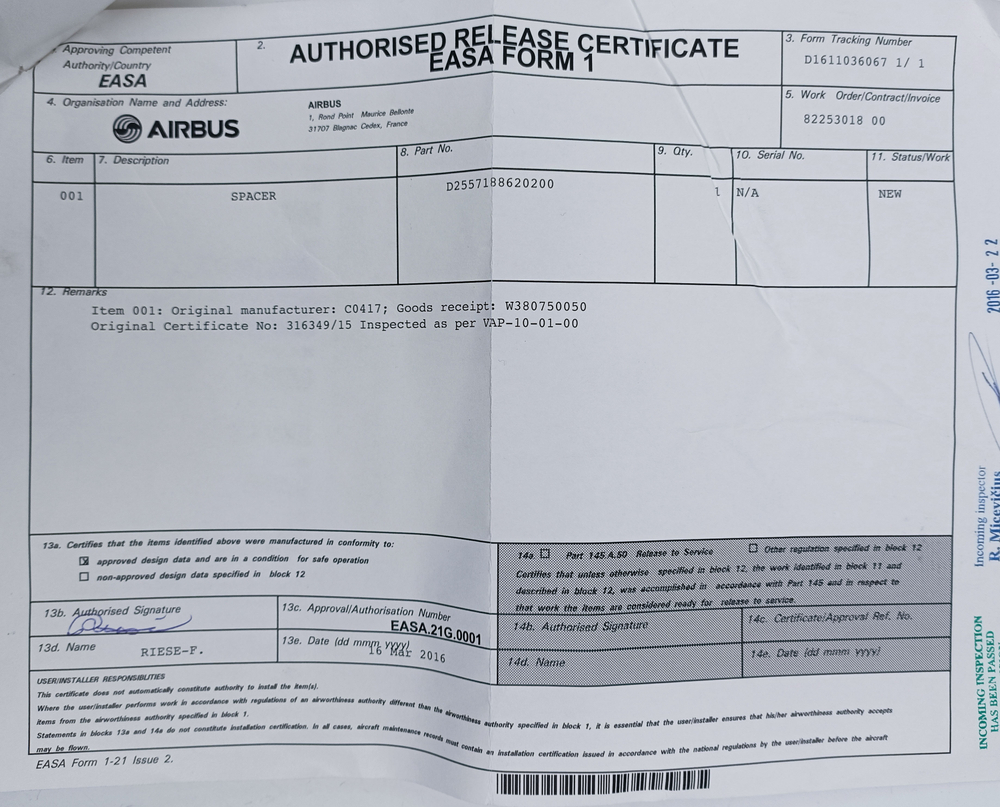 Approving Competent
Authority/Country
EASA
2.
AUTHORISED RELEASE CERTIFICATE
EASA FORM 1
3. Form Tracking Number
D1611036067 1/ 1
4. Organisation Name and Address:
AIRBUS
AIRBUS
1, Rond Point Maurice Bellonte
31707 Blagnac Cedex, France
5. Work Order/Contract/Invoice
82253018 00
6. Item
7. Description
8. Part No.
9. Qty.
10. Serial No.
11. Status/Work
001
SPACER
D2557188620200
1
N/A
NEW
12. Remarks
Item 001: Original manufacturer: C0417; Goods receipt: W380750050
Original Certificate No: 316349/15 Inspected as per VAP-10-01-00
13a. Certifies that the items identified above were manufactured in conformity to:
approved design data and are in a condition for safe operation
non-approved design data specified in block 12
14a. Part 145.A.50 Release to Service Other regulation specified in block 12
Certifies that unless otherwise specified in block 12, the work identified in block 11 and
described in block 12, was accomplished in accordance with Part 145 and in respect to
that work the items are considered ready for release to service.
13b. Authorised Signature
13c. Approval/Authorisation Number
EASA.21G.0001
14b. Authorised Signature
14c. Certificate/Approval Ref. No.
13d. Name
RIESE-F.
13e. Date (dd mmm yyyy)
16 Mar 2016
14d. Name
14e. Date (dd mmm yyyy)
USER/INSTALLER RESPONSIBILITIES
This certificate does not automatically constitute authority to install the item(s).
Where the user/installer performs work in accordance with regulations of an airworthiness authority different than the airworthiness authority specified in block 1, it is essential that the user/installer ensures that his/her airworthiness authority accepts
items from the airworthiness authority specified in block 1.
Statements in blocks 13a and 14a do not constitute installation certification. In all cases, aircraft maintenance records must contain an installation certification issued in accordance with the national regulations by the user/installer before the aircraft
may be flown.
EASA Form 1-21 Issue 2.
2016 -03- 22
Incoming inspector
R. Micevičius
INCOMING INSPECTION
HAS BEEN PASSED